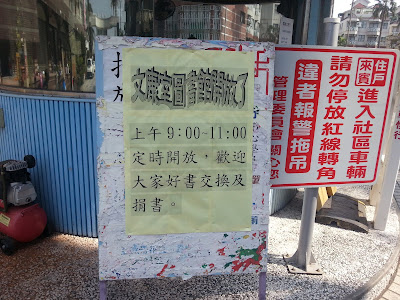 文康室圖書館開放了
上午9:00~11:00
定時開放，歡迎
大家好書交換及
捐書。
住戶
來賓
進入社區車輛
請勿停放紅線轉角
違者報警拖吊
管理委員會關心您